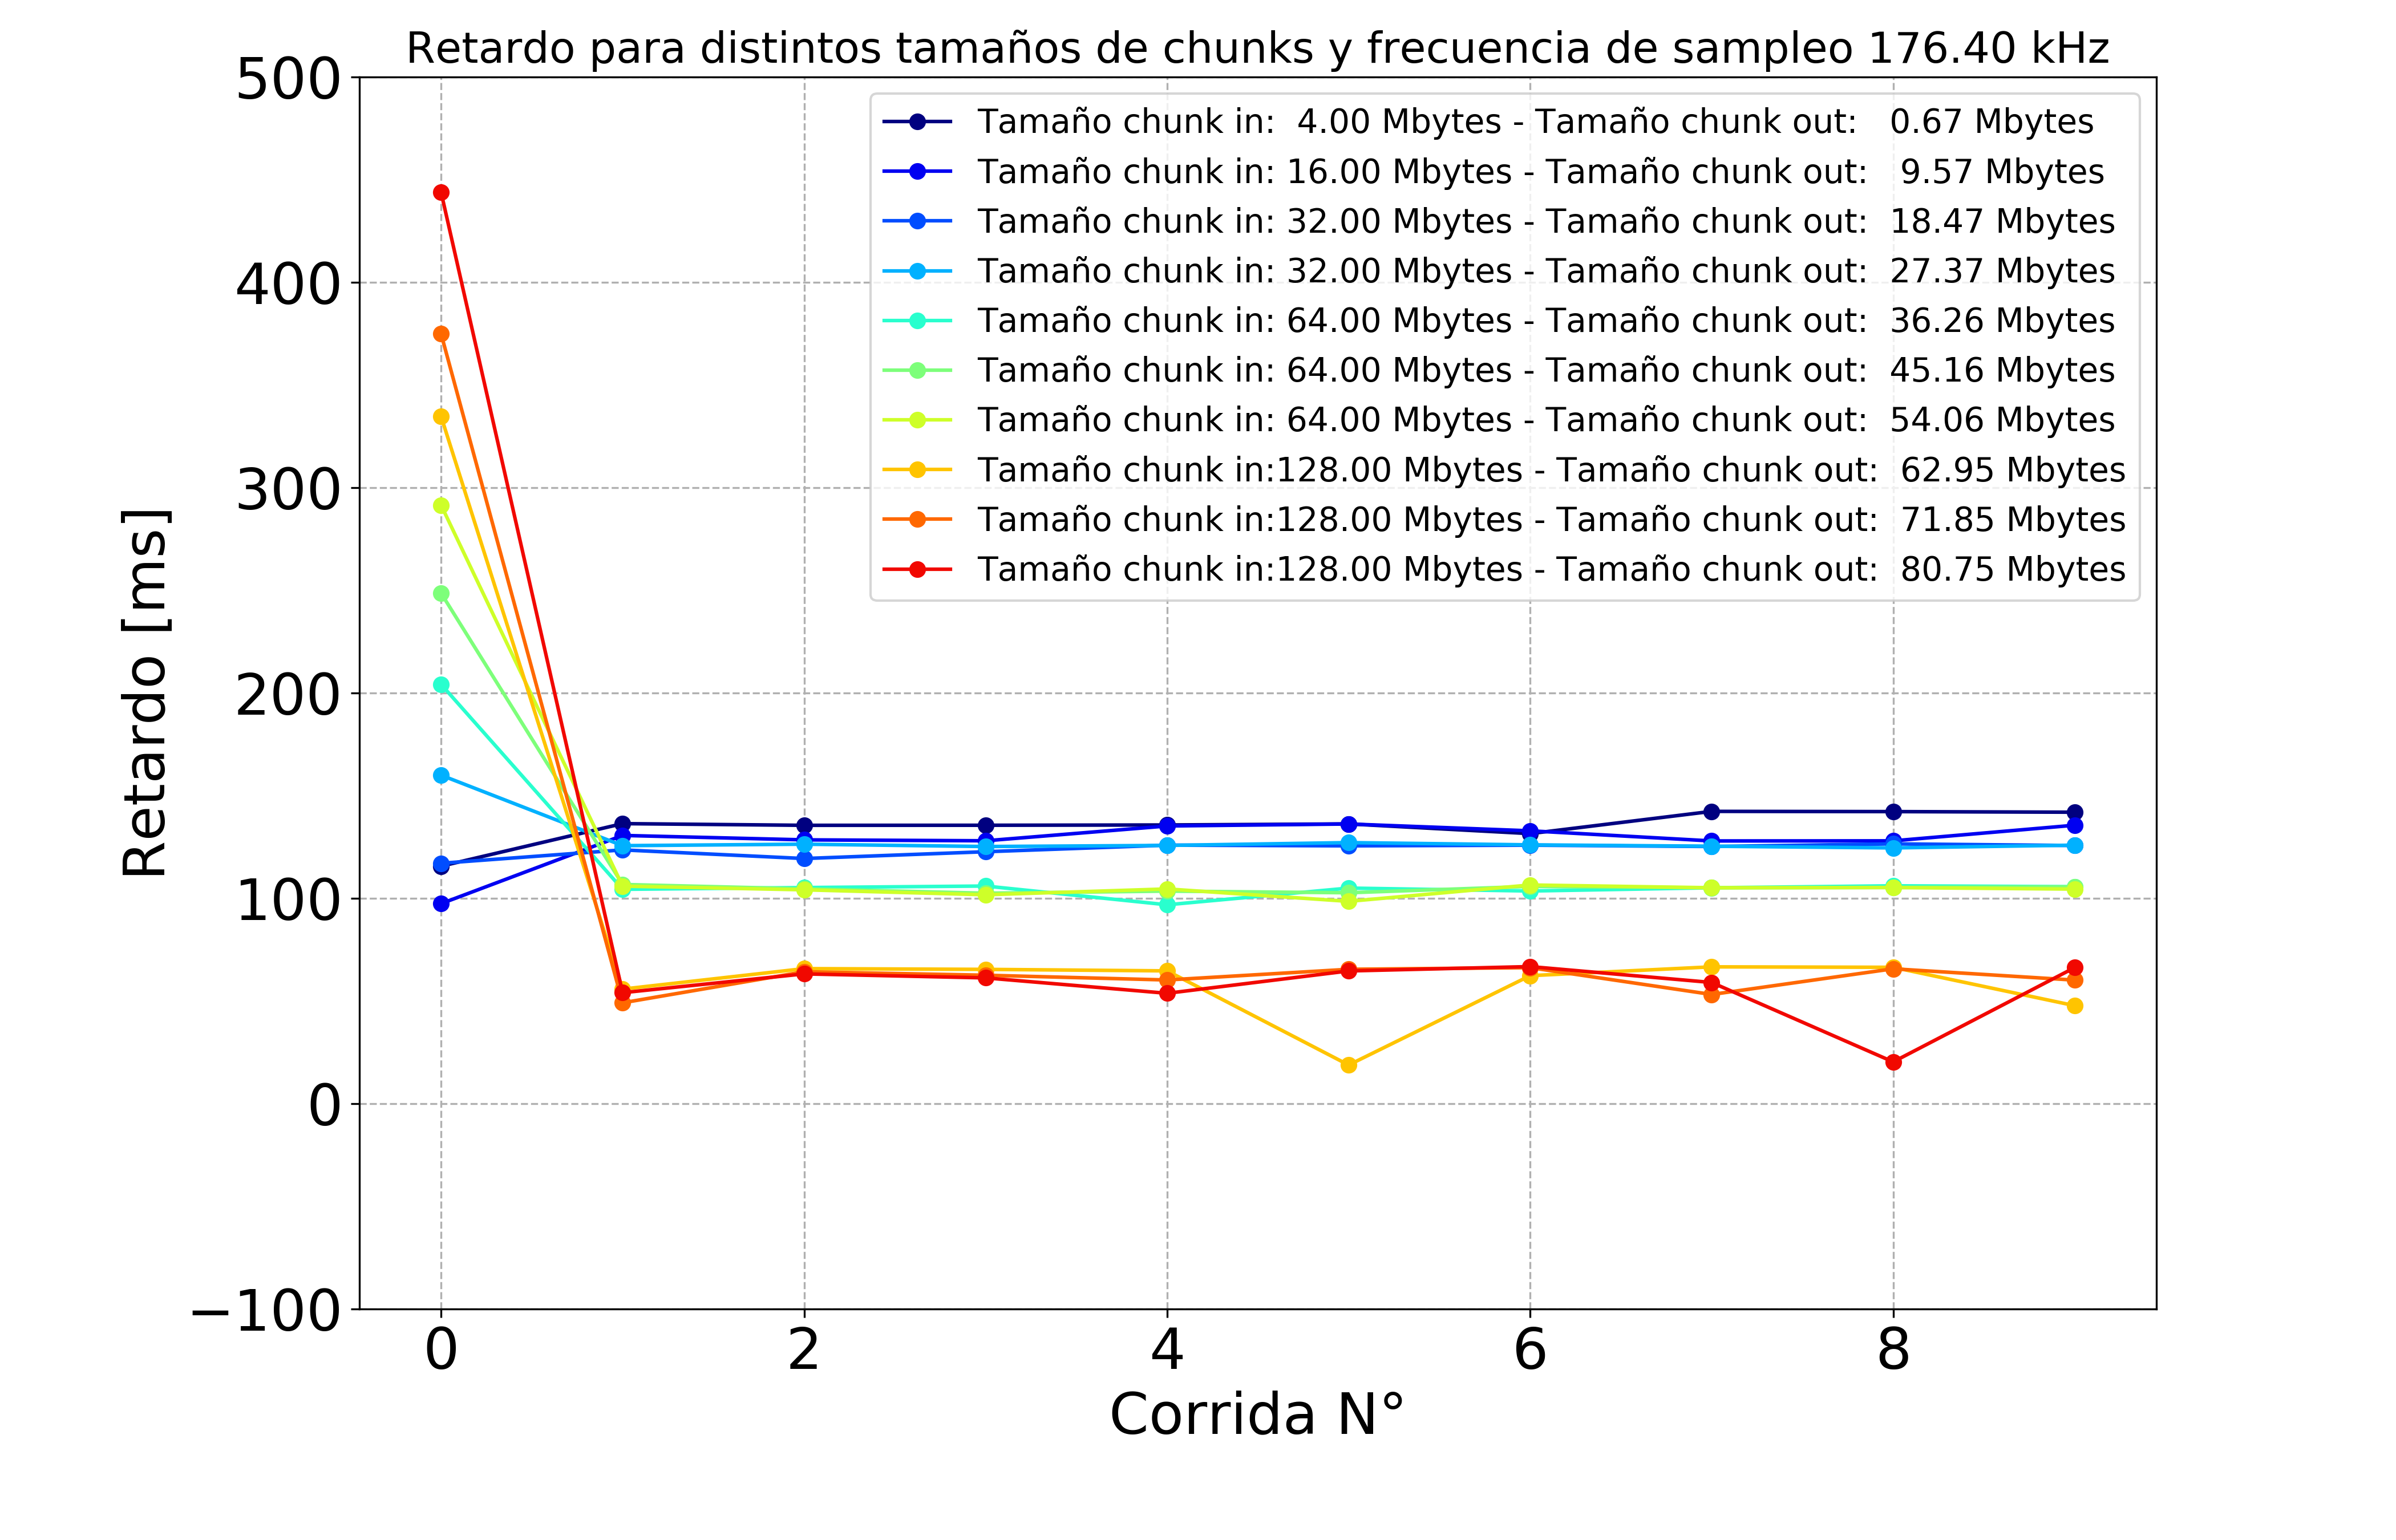 Retardo para distintos tamaños de chunks y frecuencia de sampleo 176.40 kHz
500
400
300
200
100
0
−100
Retardo [ms]
Tamaño chunk in:  4.00 Mbytes - Tamaño chunk out:   0.67 Mbytes
Tamaño chunk in: 16.00 Mbytes - Tamaño chunk out:   9.57 Mbytes
Tamaño chunk in: 32.00 Mbytes - Tamaño chunk out:  18.47 Mbytes
Tamaño chunk in: 32.00 Mbytes - Tamaño chunk out:  27.37 Mbytes
Tamaño chunk in: 64.00 Mbytes - Tamaño chunk out:  36.26 Mbytes
Tamaño chunk in: 64.00 Mbytes - Tamaño chunk out:  45.16 Mbytes
Tamaño chunk in: 64.00 Mbytes - Tamaño chunk out:  54.06 Mbytes
Tamaño chunk in:128.00 Mbytes - Tamaño chunk out:  62.95 Mbytes
Tamaño chunk in:128.00 Mbytes - Tamaño chunk out:  71.85 Mbytes
Tamaño chunk in:128.00 Mbytes - Tamaño chunk out:  80.75 Mbytes
0 2 4 6 8
Corrida N°